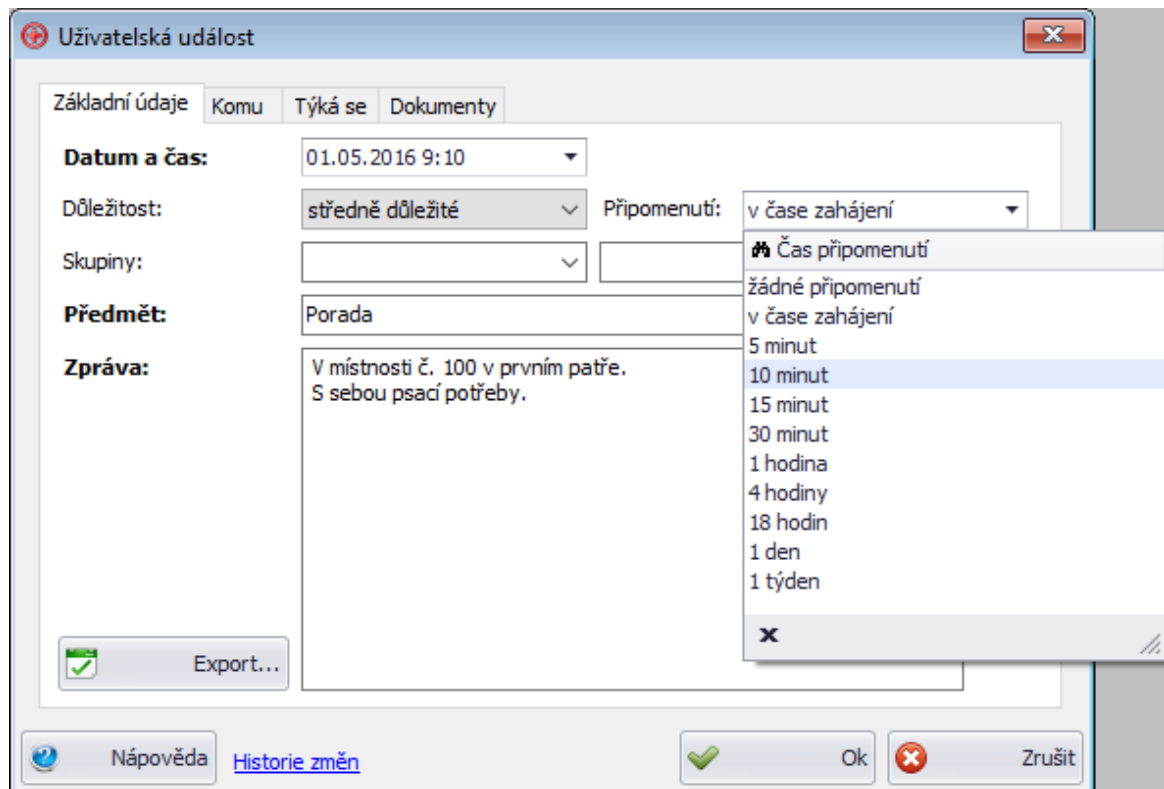 Uživatelská událost
Základní údaje Komu Týká se Dokumenty
Datum a čas: 01.05.2016 9:10
Důležitost: středně důležité Připomenutí: v čase zahájení
Skupiny:
Předmět: Porada
Zpráva: V místnosti č. 100 v prvním patře.
S sebou psací potřeby.
Čas připomenutí
žádné připomenutí
v čase zahájení
5 minut
10 minut
15 minut
30 minut
1 hodina
4 hodiny
18 hodin
1 den
1 týden
Export...
Nápověda Historie změn Ok Zrušit